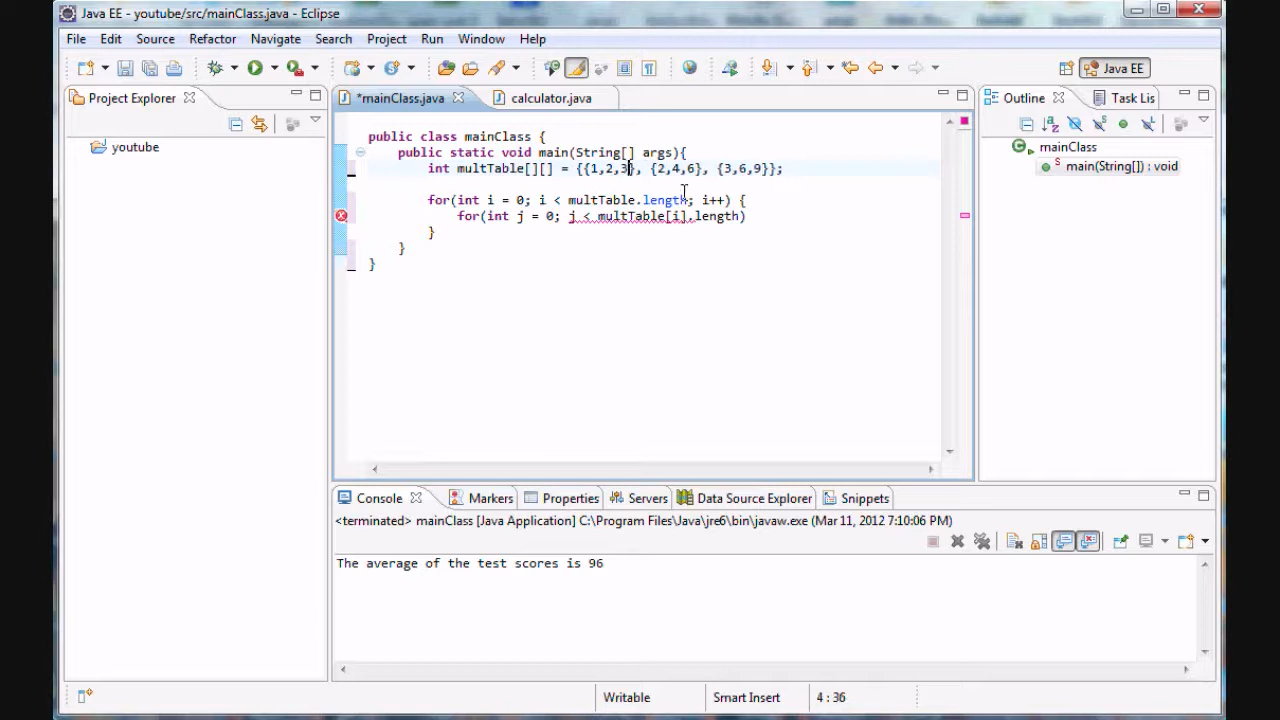 Java EE - youtube/src/mainClass.java - Eclipse
File Edit Source Refactor Navigate Search Project Run Window Help
Java EE
Project Explorer
youtube
*mainClass.java calculator.java
public class mainClass {
public static void main(String[] args){
int multTable[][] = {{1,2,3}, {2,4,6}, {3,6,9}};
for(int i = 0; i < multTable.length; i++) {
for(int j = 0; j < multTable[i].length)
}
}
}
Outline Task Lis
mainClass
main(String[]) : void
Console Markers Properties Servers Data Source Explorer Snippets
<terminated> mainClass [Java Application] C:\Program Files\Java\jre6\bin\javaw.exe (Mar 11, 2012 7:10:06 PM)
The average of the test scores is 96
Writable Smart Insert 4 : 36